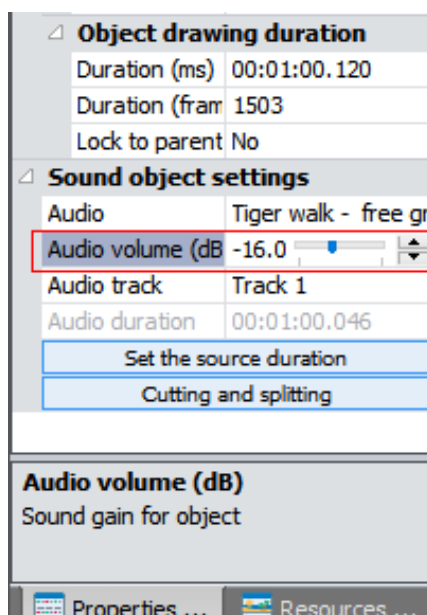 Object drawing duration
Duration (ms) 00:01:00.120
Duration (fram 1503
Lock to parent No
Sound object settings
Audio Tiger walk - free gr
Audio volume (dB -16.0
Audio track Track 1
Audio duration 00:01:00.046
Set the source duration
Cutting and splitting
Audio volume (dB)
Sound gain for object
Properties ... Resources ...